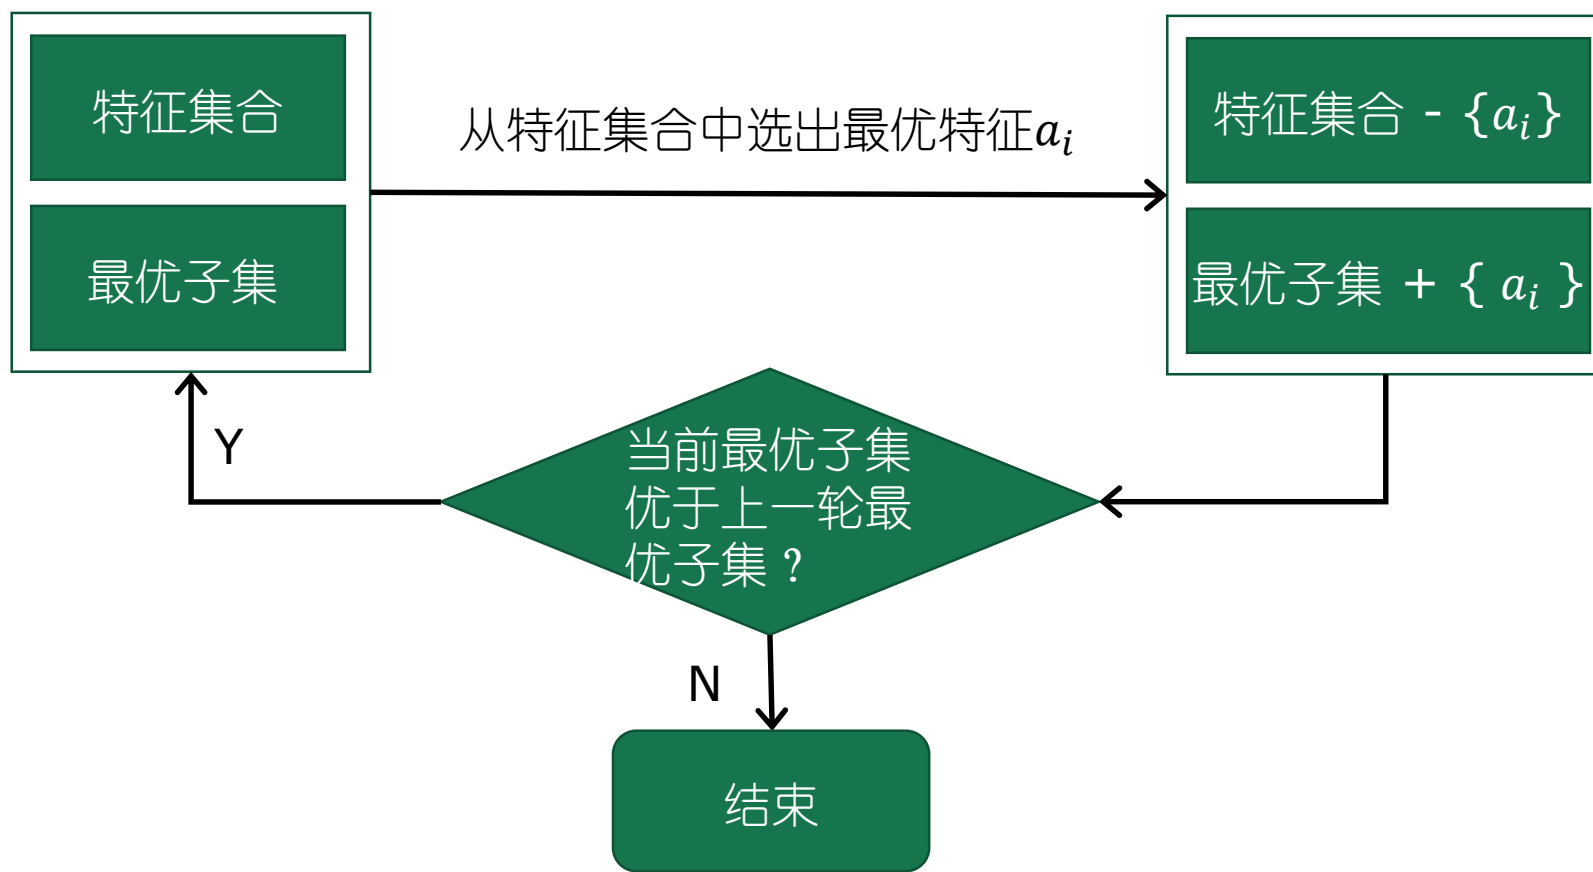 特征集合
最优子集
从特征集合中选出最优特征a_i
特征集合 - {a_i}
最优子集 + { a_i }
Y
当前最优子集
优于上一轮最
优子集？
N
结束